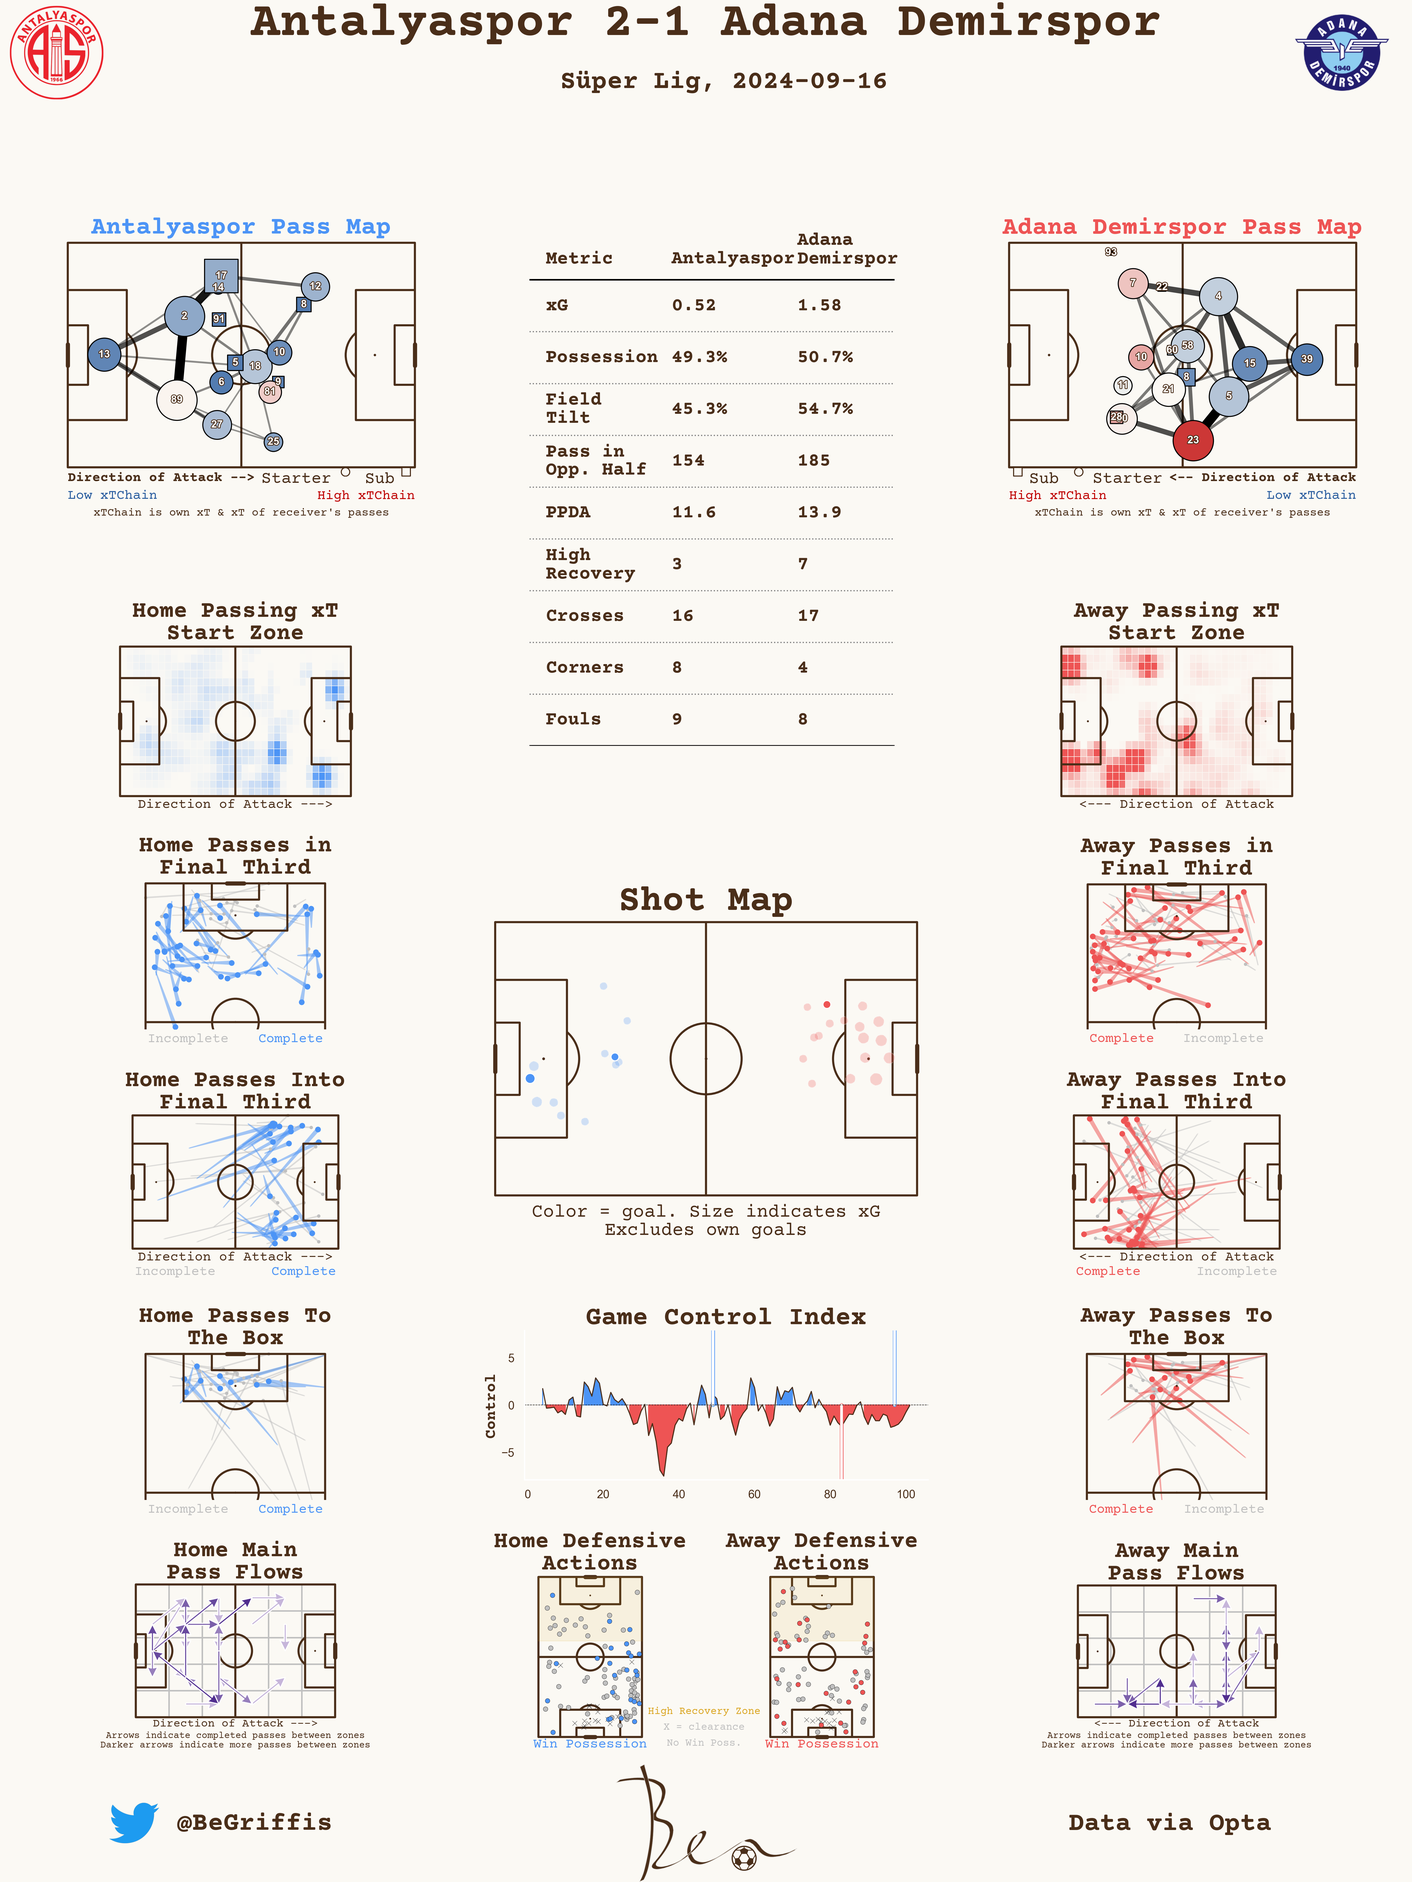 Antalyaspor 2-1 Adana Demirspor
Süper Lig, 2024-09-16
ANTALYASPOR
AS
1966
ADANA
1940
DEMİRSPOR
Antalyaspor Pass Map
17
14
12
8
2
91
13
5
18
10
6
9
81
89
27
25
Direction of Attack --> Starter Sub
Low xTChain High xTChain
xTChain is own xT & xT of receiver's passes
Metric Antalyaspor Adana Demirspor
xG 0.52 1.58
Possession 49.3% 50.7%
Field Tilt 45.3% 54.7%
Pass in Opp. Half 154 185
PPDA 11.6 13.9
High Recovery 3 7
Crosses 16 17
Corners 8 4
Fouls 9 8
Adana Demirspor Pass Map
93
7
22
4
58
60
10
15
39
8
11
21
5
28
23
Sub Starter <-- Direction of Attack
High xTChain Low xTChain
xTChain is own xT & xT of receiver's passes
Home Passing xT
Start Zone
Direction of Attack --->
Away Passing xT
Start Zone
<--- Direction of Attack
Home Passes in
Final Third
Incomplete Complete
Away Passes in
Final Third
Complete Incomplete
Shot Map
Color = goal. Size indicates xG
Excludes own goals
Home Passes Into
Final Third
Direction of Attack --->
Incomplete Complete
Away Passes Into
Final Third
<--- Direction of Attack
Complete Incomplete
Home Passes To
The Box
Incomplete Complete
Game Control Index
Control
5
0
−5
0 20 40 60 80 100
Away Passes To
The Box
Complete Incomplete
Home Main
Pass Flows
Direction of Attack --->
Arrows indicate completed passes between zones
Darker arrows indicate more passes between zones
Home Defensive
Actions
Win Possession
Away Defensive
Actions
Win Possession
High Recovery Zone
X = clearance
No Win Poss.
Away Main
Pass Flows
<--- Direction of Attack
Arrows indicate completed passes between zones
Darker arrows indicate more passes between zones
@BeGriffis
Ben
Data via Opta